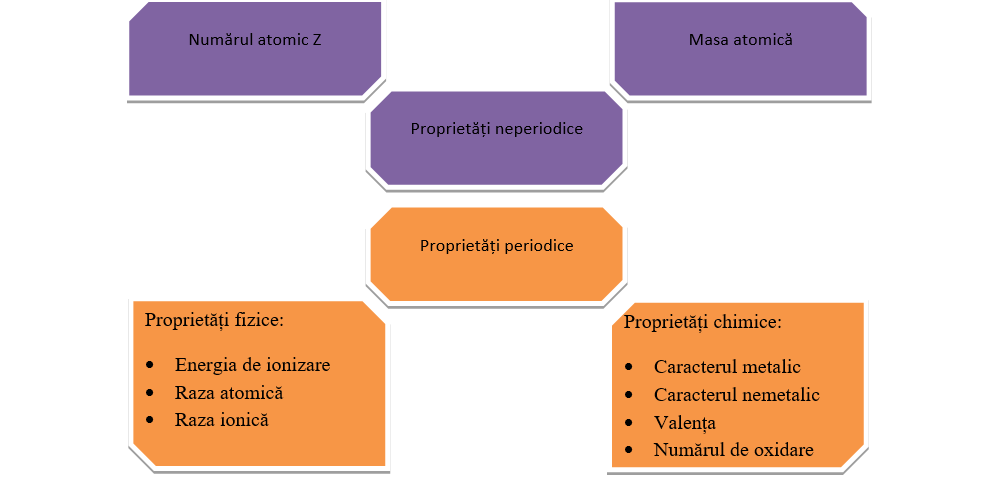 Numărul atomic Z
Masa atomică
Proprietăți neperiodice
Proprietăți periodice
Proprietăți fizice:
• Energia de ionizare
• Raza atomică
• Raza ionică
Proprietăți chimice:
• Caracterul metalic
• Caracterul nemetalic
• Valența
• Numărul de oxidare